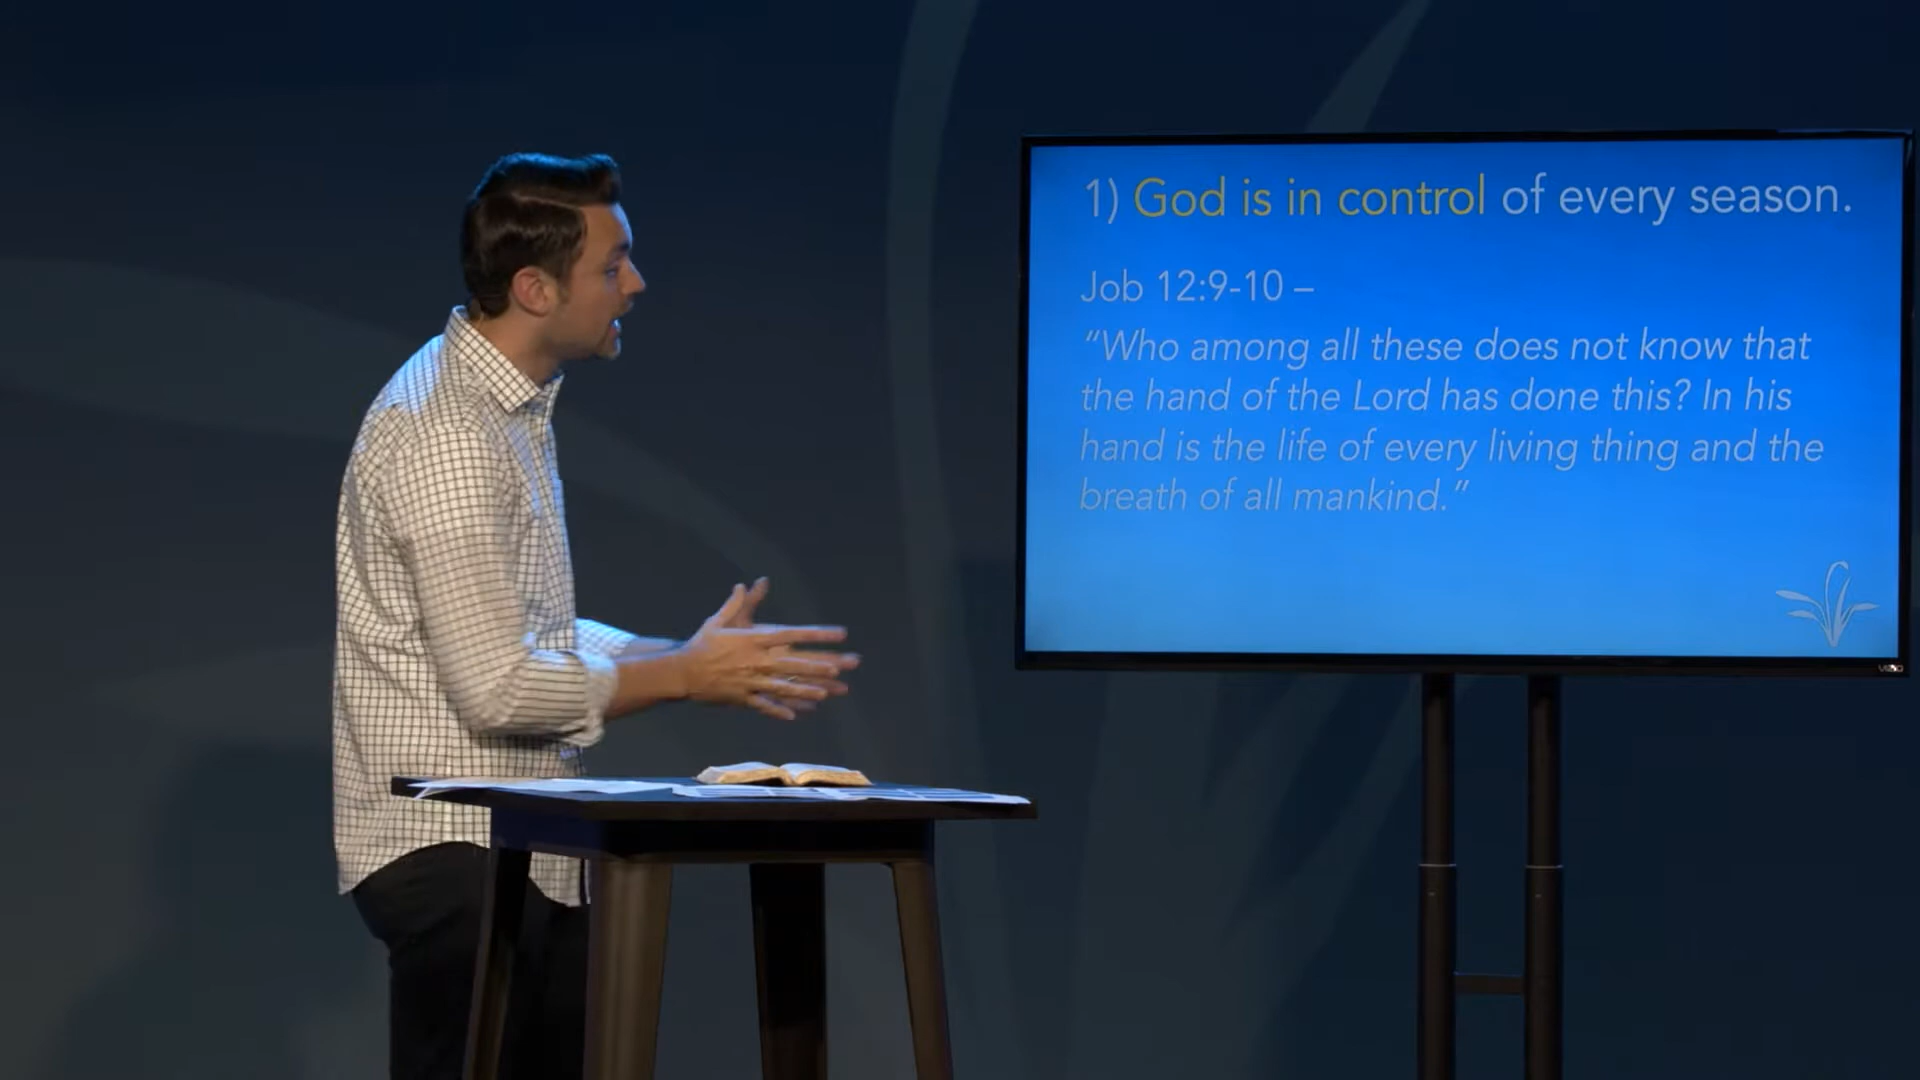 1) God is in control of every season.
Job 12:9-10 –
“Who among all these does not know that
the hand of the Lord has done this? In his
hand is the life of every living thing and the
breath of all mankind.”
VIZIO